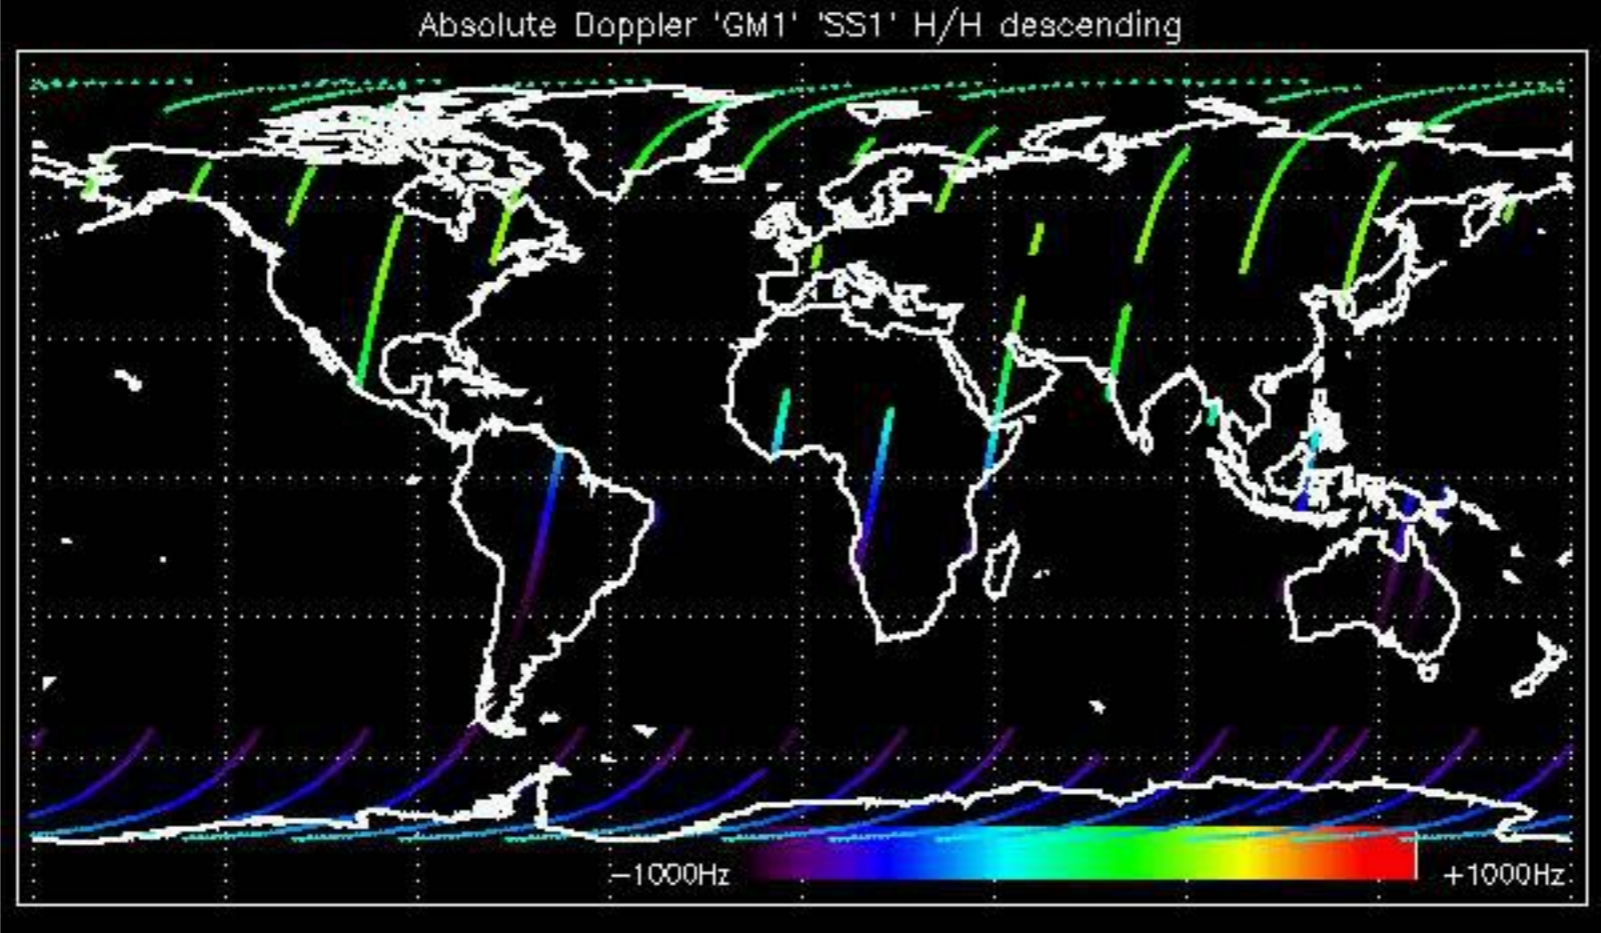 Absolute Doppler 'GM1' 'SS1' H/H descending
−1000Hz +1000Hz